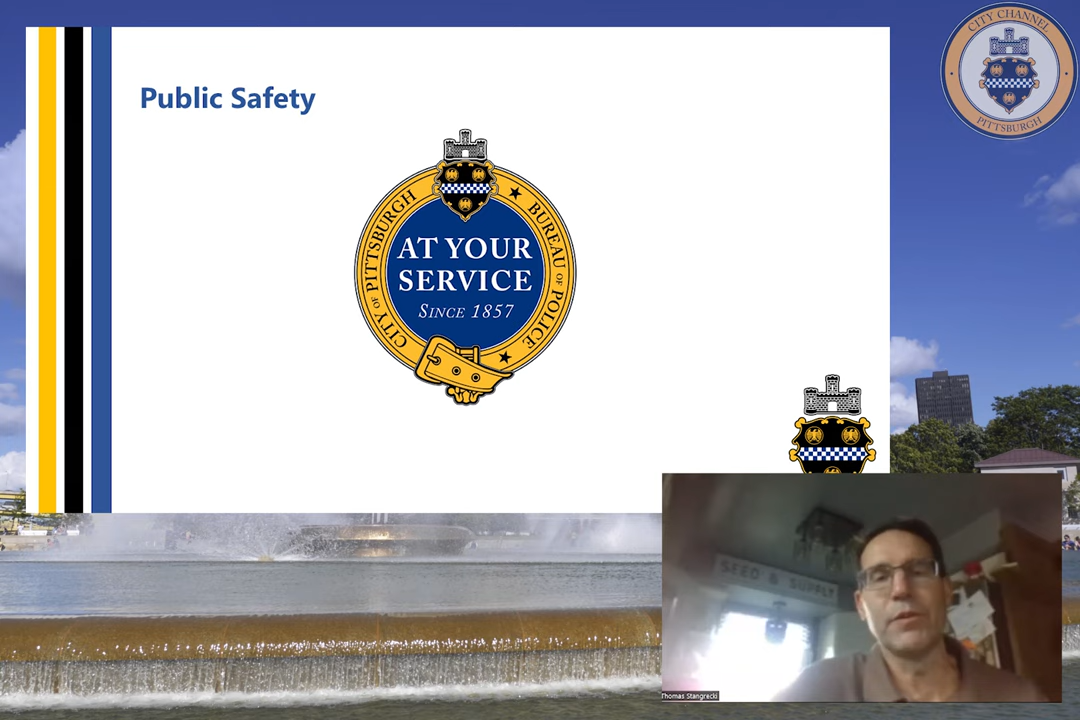 CITY CHANNEL
PITTSBURGH
Public Safety
CITY OF PITTSBURGH
BUREAU OF POLICE
AT YOUR
SERVICE
SINCE 1857
SEED & SUPPLY
Thomas Stangrecki